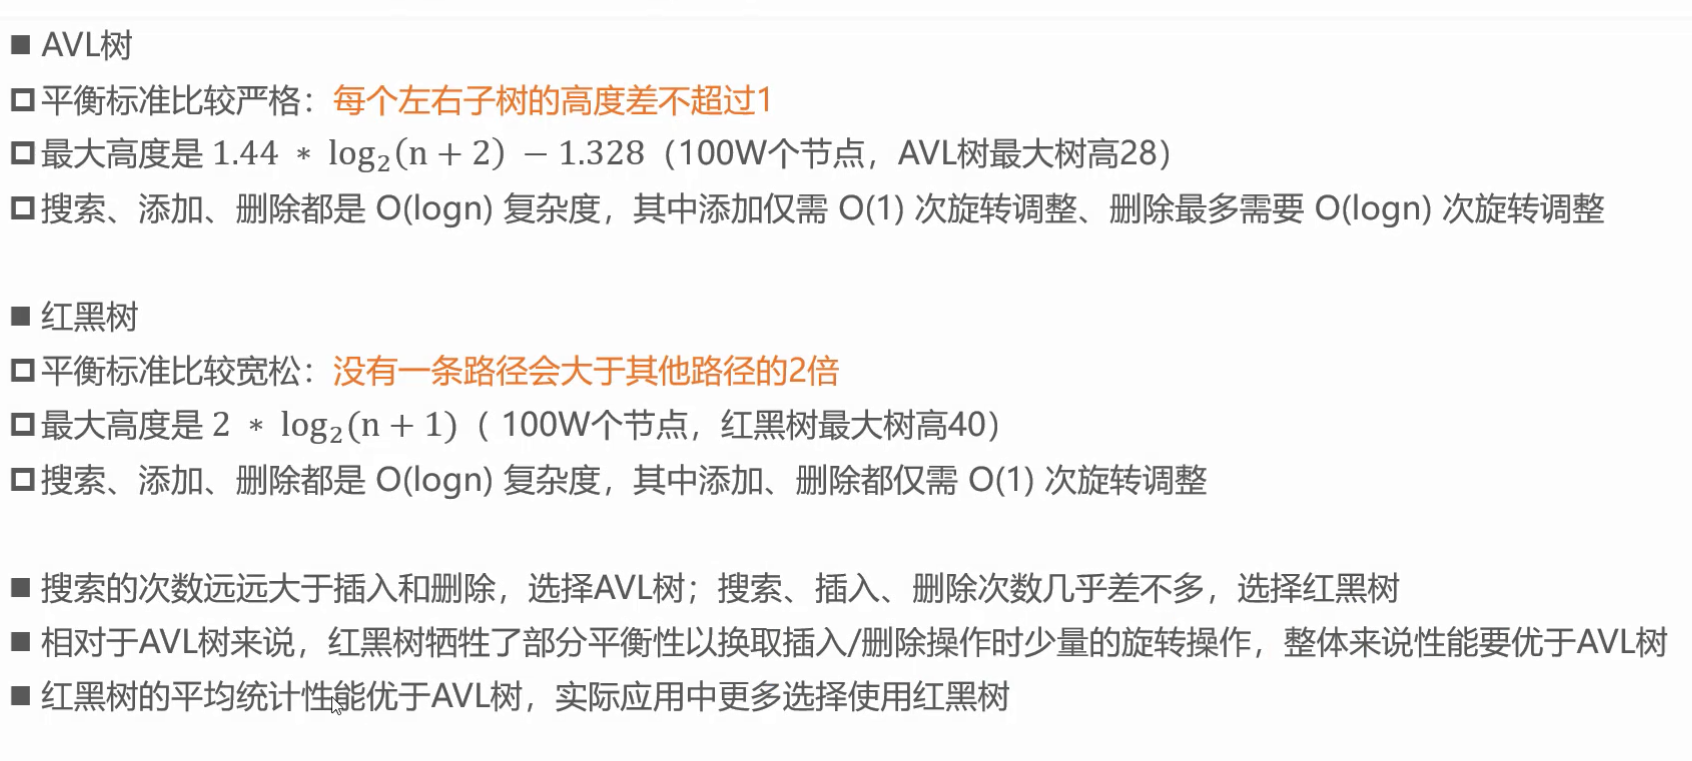 ■ AVL树
□ 平衡标准比较严格：每个左右子树的高度差不超过1
□ 最大高度是 1.44 * log₂(n + 2) − 1.328（100W个节点，AVL树最大树高28）
□ 搜索、添加、删除都是 O(logn) 复杂度，其中添加仅需 O(1) 次旋转调整、删除最多需要 O(logn) 次旋转调整
■ 红黑树
□ 平衡标准比较宽松：没有一条路径会大于其他路径的2倍
□ 最大高度是 2 * log₂(n + 1)（ 100W个节点，红黑树最大树高40）
□ 搜索、添加、删除都是 O(logn) 复杂度，其中添加、删除都仅需 O(1) 次旋转调整
■ 搜索的次数远远大于插入和删除，选择AVL树；搜索、插入、删除次数几乎差不多，选择红黑树
■ 相对于AVL树来说，红黑树牺牲了部分平衡性以换取插入/删除操作时少量的旋转操作，整体来说性能要优于AVL树
■ 红黑树的平均统计性能优于AVL树，实际应用中更多选择使用红黑树